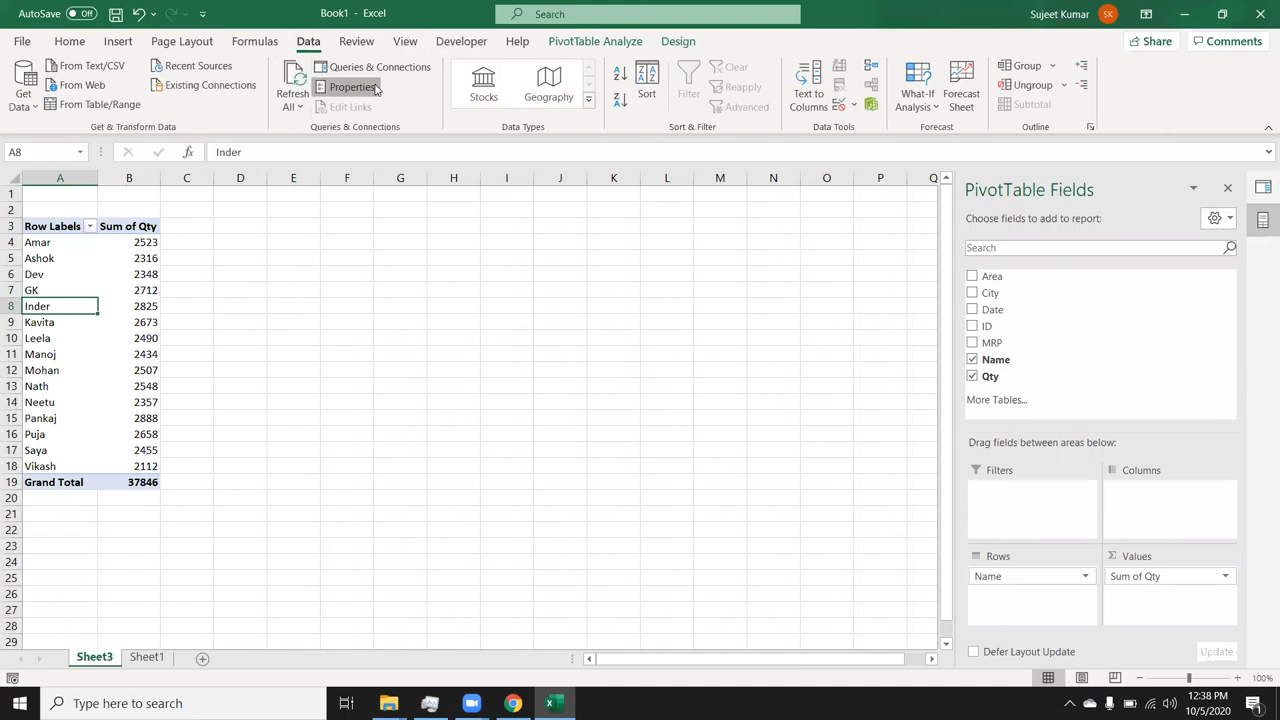 AutoSave Off Book1 - Excel Search Sujeet Kumar SK
File Home Insert Page Layout Formulas Data Review View Developer Help PivotTable Analyze Design Share Comments
Get Data From Text/CSV From Web From Table/Range Recent Sources Existing Connections
Get & Transform Data
Refresh All Queries & Connections Properties Edit Links
Queries & Connections
Stocks Geography
Data Types
Sort Filter Clear Reapply Advanced
Sort & Filter
Text to Columns
Data Tools
What-If Analysis Forecast Sheet
Forecast
Group Ungroup Subtotal
Outline
A8 fx Inder
A B C D E F G H I J K L M N O P Q
1
2
3 Row Labels Sum of Qty
4 Amar 2523
5 Ashok 2316
6 Dev 2348
7 GK 2712
8 Inder 2825
9 Kavita 2673
10 Leela 2490
11 Manoj 2434
12 Mohan 2507
13 Nath 2548
14 Neetu 2357
15 Pankaj 2888
16 Puja 2658
17 Saya 2455
18 Vikash 2112
19 Grand Total 37846
20
21
22
23
24
25
26
27
28
29
PivotTable Fields
Choose fields to add to report:
Search
Area
City
Date
ID
MRP
Name
Qty
More Tables...
Drag fields between areas below:
Filters Columns
Rows Values
Name Sum of Qty
Defer Layout Update Update
Sheet3 Sheet1
100%
Type here to search
12:38 PM
10/5/2020
1